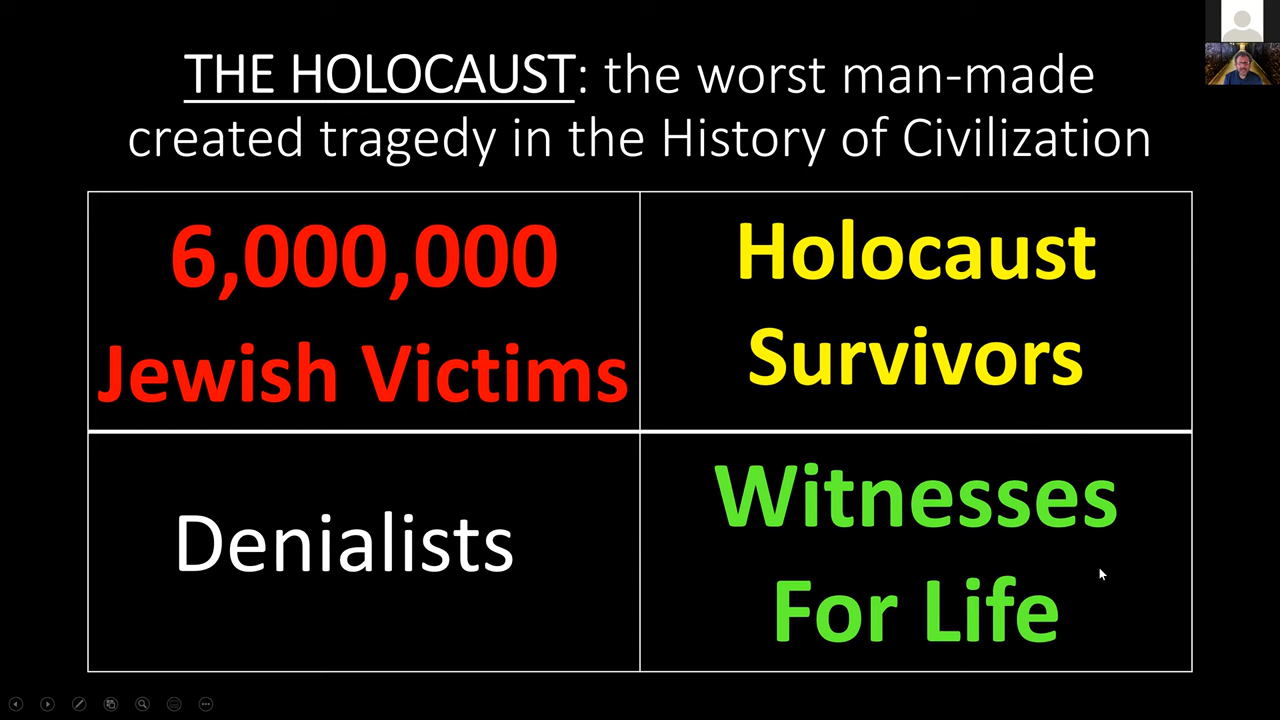 THE HOLOCAUST: the worst man-made
created tragedy in the History of Civilization
6,000,000
Jewish Victims
Holocaust
Survivors
Denialists
Witnesses
For Life